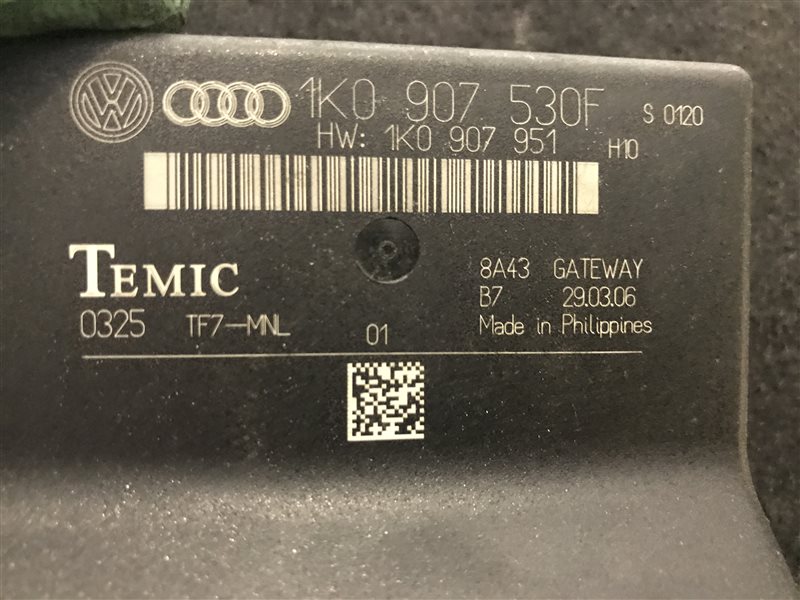 1K0 907 530F S 0120
HW: 1K0 907 951 H10
TEMIC
8A43 GATEWAY
B7 29.03.06
0325 TF7-MNL 01 Made in Philippines